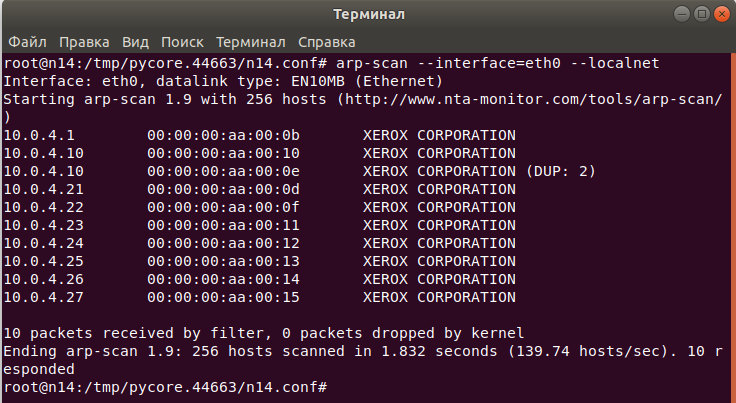 Терминал
Файл Правка Вид Поиск Терминал Справка
root@n14:/tmp/pycore.44663/n14.conf# arp-scan --interface=eth0 --localnet
Interface: eth0, datalink type: EN10MB (Ethernet)
Starting arp-scan 1.9 with 256 hosts (http://www.nta-monitor.com/tools/arp-scan/
)
10.0.4.1 00:00:00:aa:00:0b XEROX CORPORATION
10.0.4.10 00:00:00:aa:00:10 XEROX CORPORATION
10.0.4.10 00:00:00:aa:00:0e XEROX CORPORATION (DUP: 2)
10.0.4.21 00:00:00:aa:00:0d XEROX CORPORATION
10.0.4.22 00:00:00:aa:00:0f XEROX CORPORATION
10.0.4.23 00:00:00:aa:00:11 XEROX CORPORATION
10.0.4.24 00:00:00:aa:00:12 XEROX CORPORATION
10.0.4.25 00:00:00:aa:00:13 XEROX CORPORATION
10.0.4.26 00:00:00:aa:00:14 XEROX CORPORATION
10.0.4.27 00:00:00:aa:00:15 XEROX CORPORATION
10 packets received by filter, 0 packets dropped by kernel
Ending arp-scan 1.9: 256 hosts scanned in 1.832 seconds (139.74 hosts/sec). 10 r
esponded
root@n14:/tmp/pycore.44663/n14.conf#